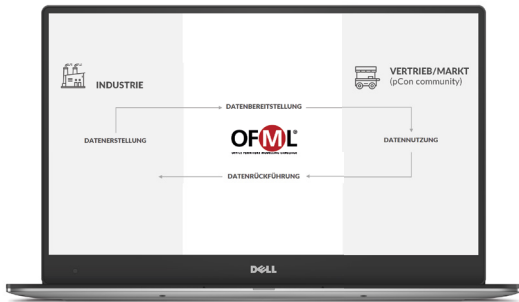 INDUSTRIE
VERTRIEB/MARKT
(pCon community)
DATENBEREITSTELLUNG
DATENERSTELLUNG
OFML®
DATENNUTZUNG
DATENRÜCKFÜHRUNG
DELL